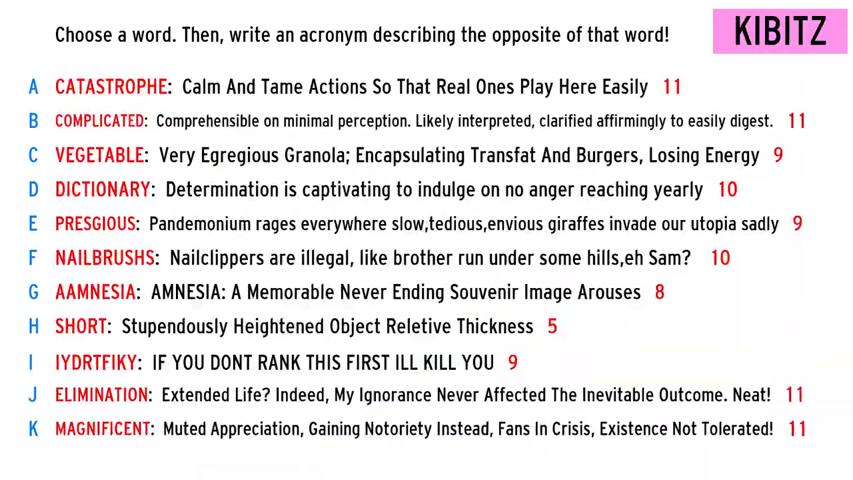 Choose a word. Then, write an acronym describing the opposite of that word!
KIBITZ
A CATASTROPHE: Calm And Tame Actions So That Real Ones Play Here Easily 11
B COMPLICATED: Comprehensible on minimal perception. Likely interpreted, clarified affirmingly to easily digest. 11
C VEGETABLE: Very Egregious Granola; Encapsulating Transfat And Burgers, Losing Energy 9
D DICTIONARY: Determination is captivating to indulge on no anger reaching yearly 10
E PRESGIOUS: Pandemonium rages everywhere slow,tedious,envious giraffes invade our utopia sadly 9
F NAILBRUSHS: Nailclippers are illegal, like brother run under some hills,eh Sam? 10
G AAMNESIA: AMNESIA: A Memorable Never Ending Souvenir Image Arouses 8
H SHORT: Stupendously Heightened Object Reletive Thickness 5
I IYDRTFIKY: IF YOU DONT RANK THIS FIRST ILL KILL YOU 9
J ELIMINATION: Extended Life? Indeed, My Ignorance Never Affected The Inevitable Outcome. Neat! 11
K MAGNIFICENT: Muted Appreciation, Gaining Notoriety Instead, Fans In Crisis, Existence Not Tolerated! 11